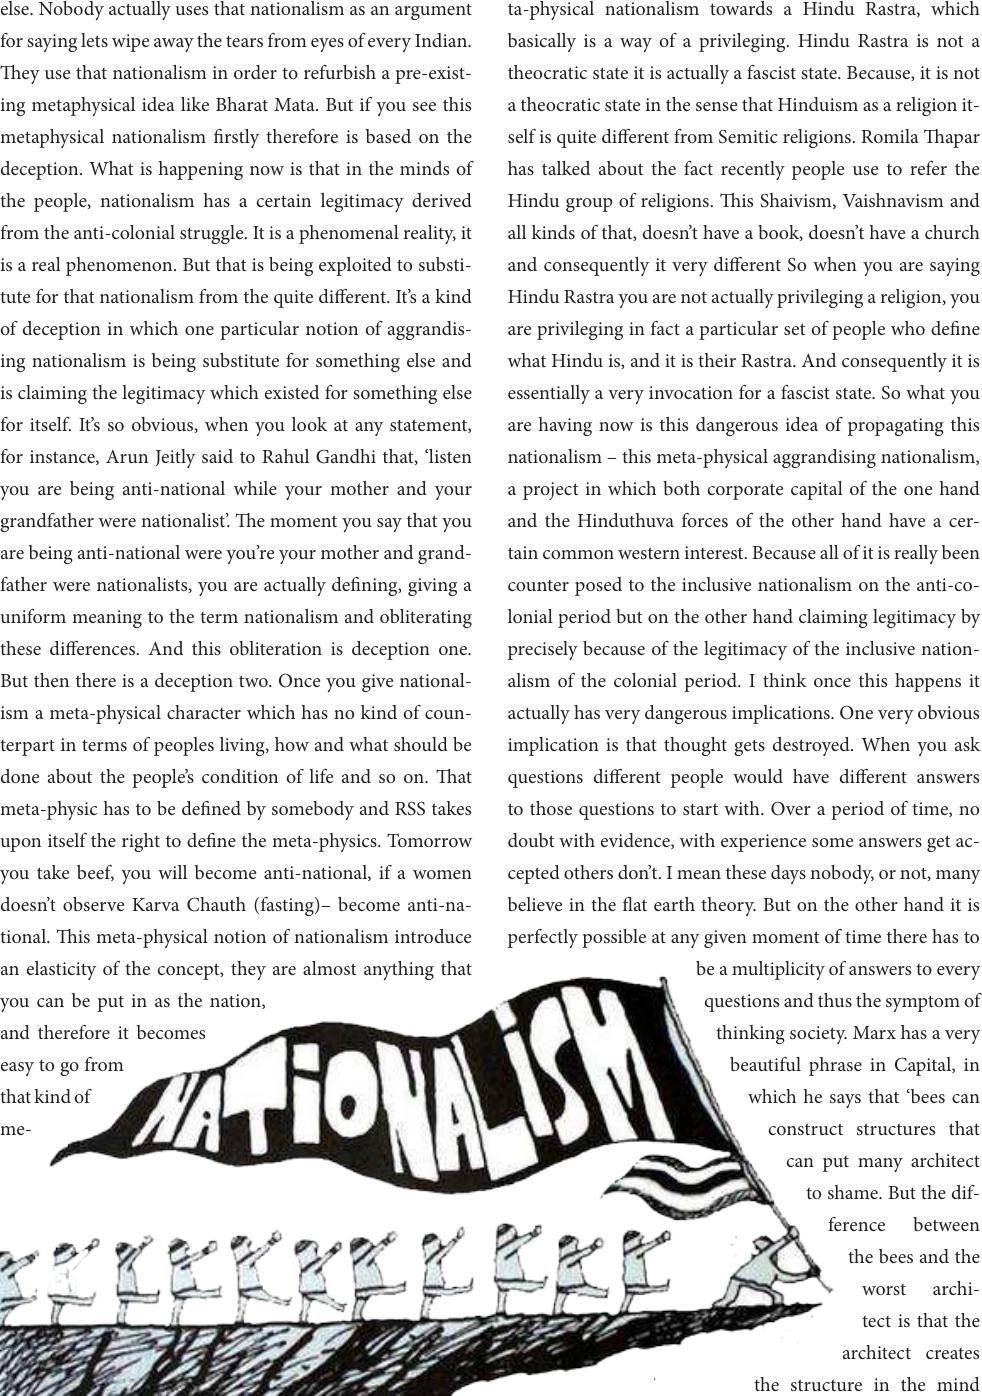 else. Nobody actually uses that nationalism as an argument
for saying lets wipe away the tears from eyes of every Indian.
They use that nationalism in order to refurbish a pre-exist-
ing metaphysical idea like Bharat Mata. But if you see this
metaphysical nationalism firstly therefore is based on the
deception. What is happening now is that in the minds of
the people, nationalism has a certain legitimacy derived
from the anti-colonial struggle. It is a phenomenal reality, it
is a real phenomenon. But that is being exploited to substi-
tute for that nationalism from the quite different. It’s a kind
of deception in which one particular notion of aggrandis-
ing nationalism is being substitute for something else and
is claiming the legitimacy which existed for something else
for itself. It’s so obvious, when you look at any statement,
for instance, Arun Jeitly said to Rahul Gandhi that, ‘listen
you are being anti-national while your mother and your
grandfather were nationalist’. The moment you say that you
are being anti-national were you’re your mother and grand-
father were nationalists, you are actually defining, giving a
uniform meaning to the term nationalism and obliterating
these differences. And this obliteration is deception one.
But then there is a deception two. Once you give national-
ism a meta-physical character which has no kind of coun-
terpart in terms of peoples living, how and what should be
done about the people’s condition of life and so on. That
meta-physic has to be defined by somebody and RSS takes
upon itself the right to define the meta-physics. Tomorrow
you take beef, you will become anti-national, if a women
doesn’t observe Karva Chauth (fasting)– become anti-na-
tional. This meta-physical notion of nationalism introduce
an elasticity of the concept, they are almost anything that
you can be put in as the nation,
and therefore it becomes
easy to go from
that kind of
me-
ta-physical nationalism towards a Hindu Rastra, which
basically is a way of a privileging. Hindu Rastra is not a
theocratic state it is actually a fascist state. Because, it is not
a theocratic state in the sense that Hinduism as a religion it-
self is quite different from Semitic religions. Romila Thapar
has talked about the fact recently people use to refer the
Hindu group of religions. This Shaivism, Vaishnavism and
all kinds of that, doesn’t have a book, doesn’t have a church
and consequently it very different So when you are saying
Hindu Rastra you are not actually privileging a religion, you
are privileging in fact a particular set of people who define
what Hindu is, and it is their Rastra. And consequently it is
essentially a very invocation for a fascist state. So what you
are having now is this dangerous idea of propagating this
nationalism – this meta-physical aggrandising nationalism,
a project in which both corporate capital of the one hand
and the Hinduthuva forces of the other hand have a cer-
tain common western interest. Because all of it is really been
counter posed to the inclusive nationalism on the anti-co-
lonial period but on the other hand claiming legitimacy by
precisely because of the legitimacy of the inclusive nation-
alism of the colonial period. I think once this happens it
actually has very dangerous implications. One very obvious
implication is that thought gets destroyed. When you ask
questions different people would have different answers
to those questions to start with. Over a period of time, no
doubt with evidence, with experience some answers get ac-
cepted others don’t. I mean these days nobody, or not, many
believe in the flat earth theory. But on the other hand it is
perfectly possible at any given moment of time there has to
be a multiplicity of answers to every
questions and thus the symptom of
thinking society. Marx has a very
beautiful phrase in Capital, in
which he says that ‘bees can
construct structures that
can put many architect
to shame. But the dif-
ference between
the bees and the
worst archi-
tect is that the
architect creates
the structure in the mind
NATiONALiSM